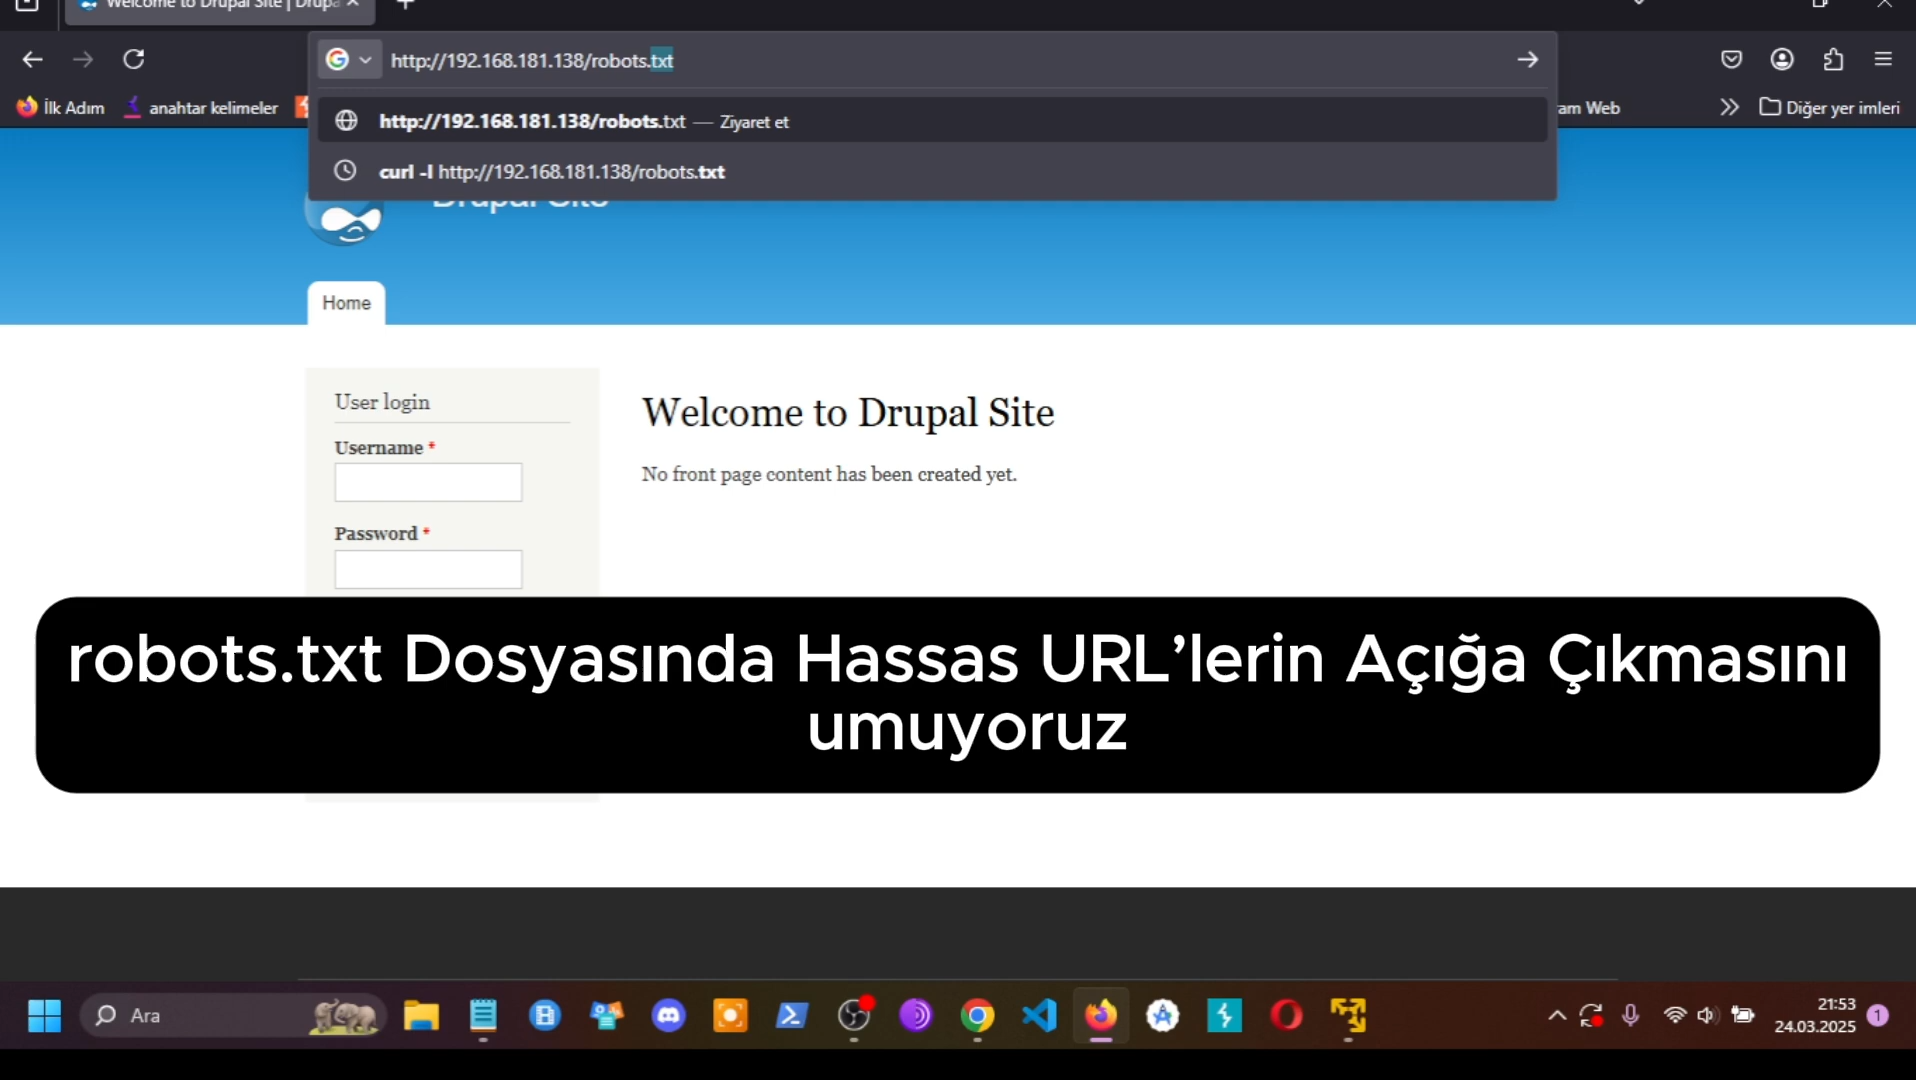 Welcome to Drupal Site | Drupa
http://192.168.181.138/robots.txt
İlk Adım
anahtar kelimeler
am Web
Diğer yer imleri
http://192.168.181.138/robots.txt — Ziyaret et
curl -I http://192.168.181.138/robots.txt
Drupal Site
Home
User login
Username *
Welcome to Drupal Site
No front page content has been created yet.
Password *
robots.txt Dosyasında Hassas URL’lerin Açığa Çıkmasını
umuyoruz
Ara
21:53
24.03.2025
1